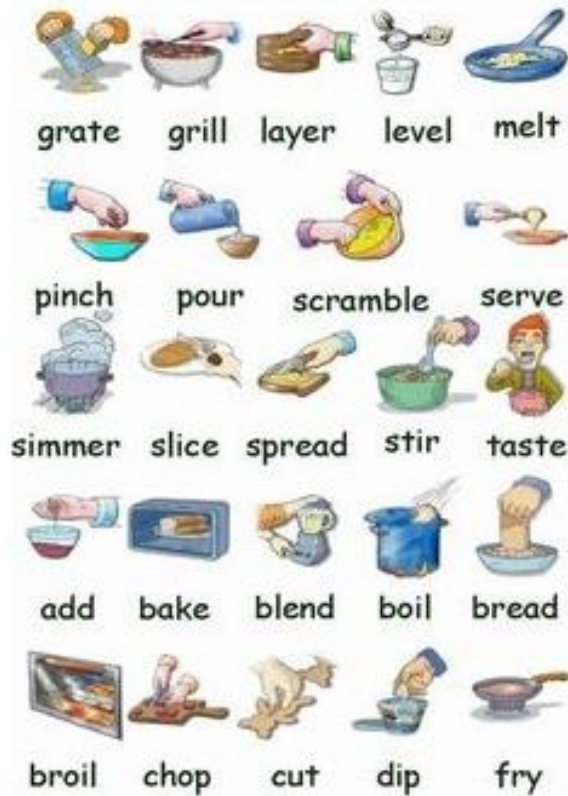 grate grill layer level melt
pinch pour scramble serve
simmer slice spread stir taste
add bake blend boil bread
broil chop cut dip fry